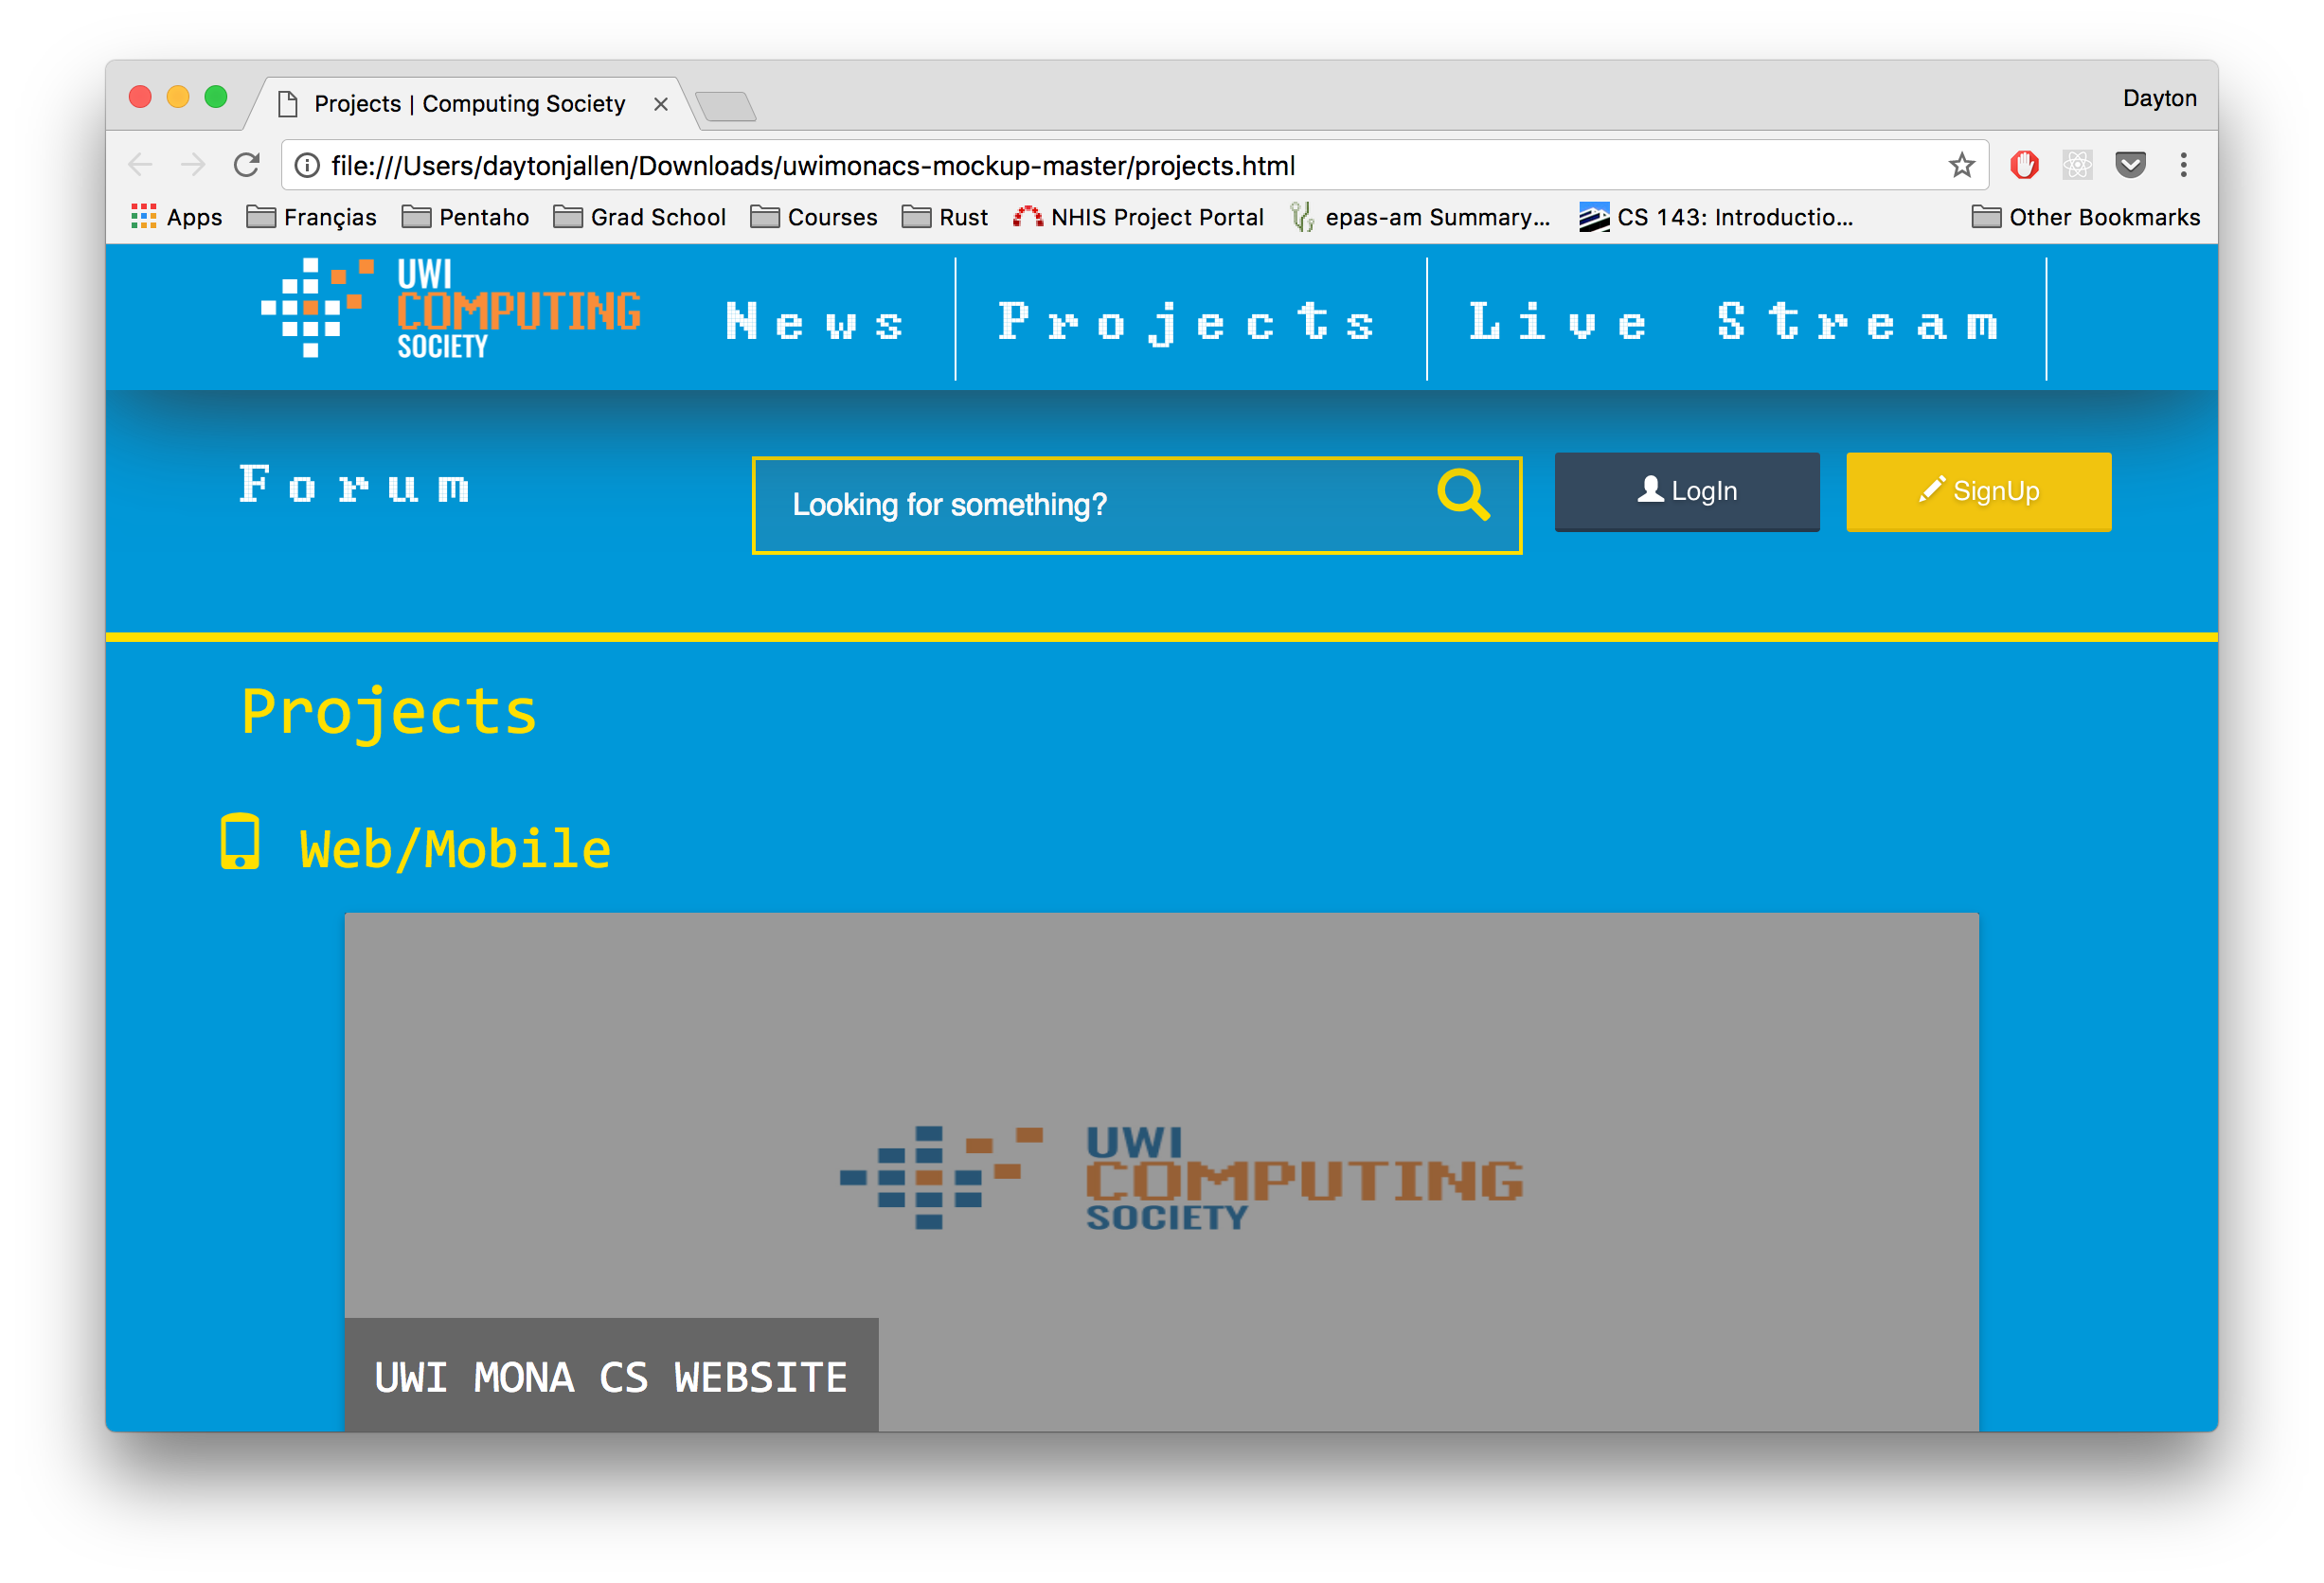 Projects | Computing Society
Dayton
file:///Users/daytonjallen/Downloads/uwimonacs-mockup-master/projects.html
Apps Françias Pentaho Grad School Courses Rust NHIS Project Portal epas-am Summary... CS 143: Introductio... Other Bookmarks
UWI
COMPUTING
SOCIETY
News Projects Live Stream
Forum
Looking for something?
LogIn
SignUp
Projects
Web/Mobile
UWI
COMPUTING
SOCIETY
UWI MONA CS WEBSITE